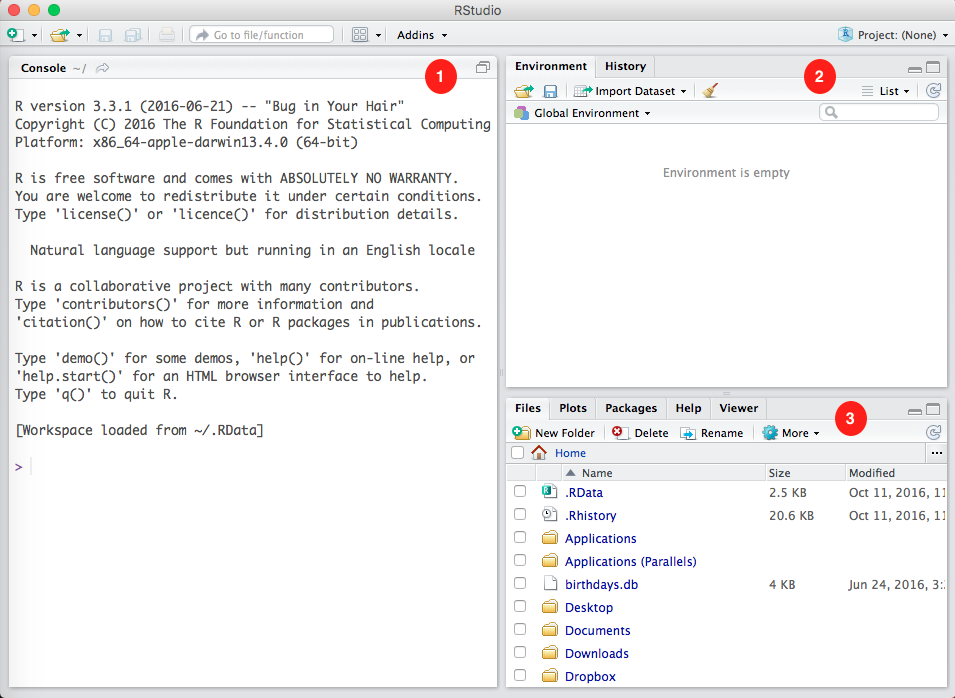 RStudio
Go to file/function Addins Project: (None)
Console ~/
1
R version 3.3.1 (2016-06-21) -- "Bug in Your Hair"
Copyright (C) 2016 The R Foundation for Statistical Computing
Platform: x86_64-apple-darwin13.4.0 (64-bit)
R is free software and comes with ABSOLUTELY NO WARRANTY.
You are welcome to redistribute it under certain conditions.
Type 'license()' or 'licence()' for distribution details.
Natural language support but running in an English locale
R is a collaborative project with many contributors.
Type 'contributors()' for more information and
'citation()' on how to cite R or R packages in publications.
Type 'demo()' for some demos, 'help()' for on-line help, or
'help.start()' for an HTML browser interface to help.
Type 'q()' to quit R.
[Workspace loaded from ~/.RData]
>
Environment History
2
Import Dataset List
Global Environment
Environment is empty
Files Plots Packages Help Viewer
3
New Folder Delete Rename More
Home ...
Name Size Modified
.RData 2.5 KB Oct 11, 2016, 11
.Rhistory 20.6 KB Oct 11, 2016, 11
Applications
Applications (Parallels)
birthdays.db 4 KB Jun 24, 2016, 3:
Desktop
Documents
Downloads
Dropbox